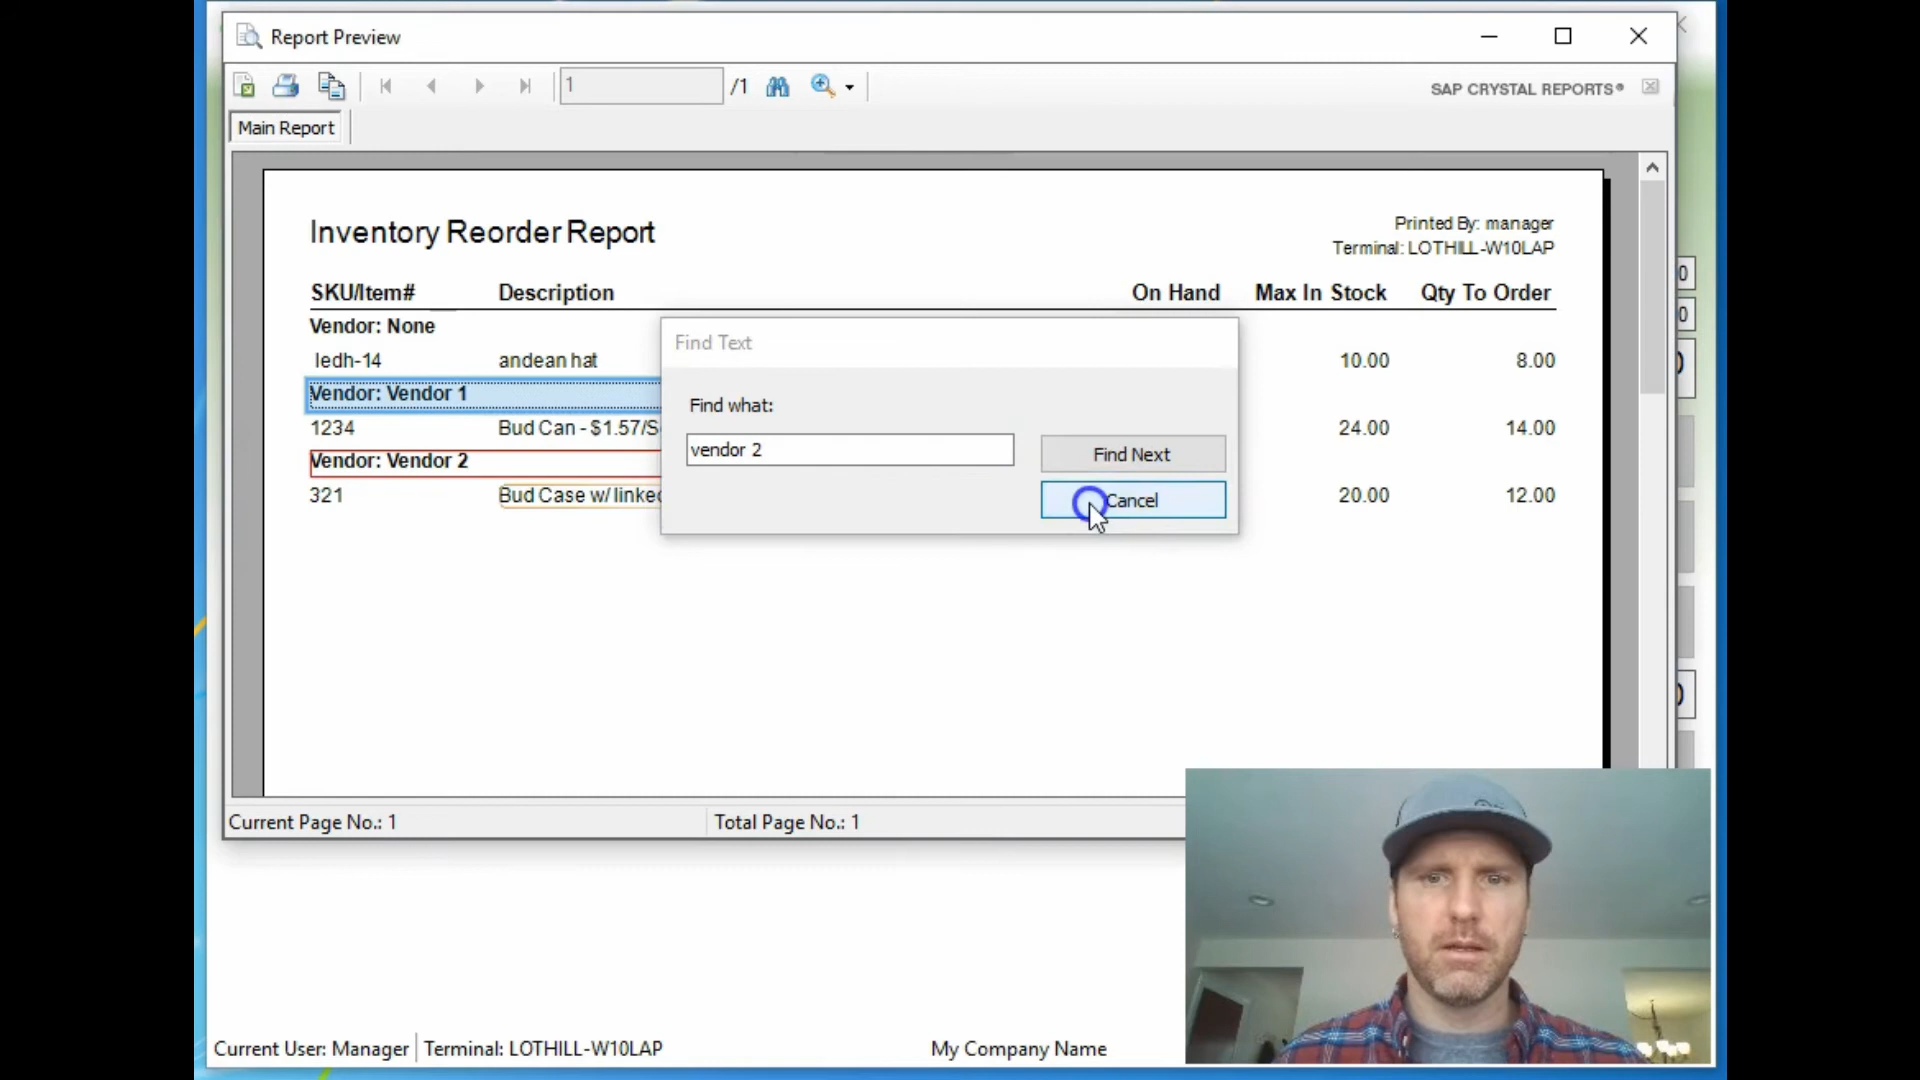 Report Preview
1 /1 SAP CRYSTAL REPORTS®
Main Report
Inventory Reorder Report
Printed By: manager
Terminal: LOTHILL-W10LAP
SKU/Item# Description On Hand Max In Stock Qty To Order
Vendor: None
ledh-14 andean hat 10.00 8.00
Vendor: Vendor 1
1234 Bud Can - $1.57/S 24.00 14.00
Vendor: Vendor 2
321 Bud Case w/ linked 20.00 12.00
Find Text
Find what:
vendor 2
Find Next
Cancel
Current Page No.: 1 Total Page No.: 1
Current User: Manager Terminal: LOTHILL-W10LAP My Company Name